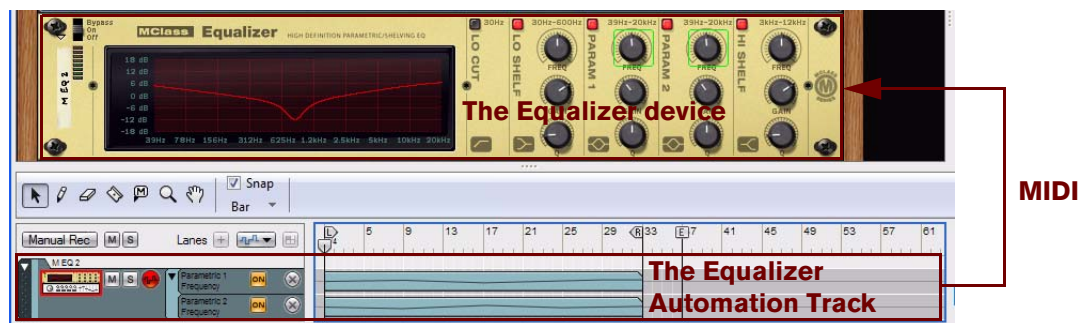 Bypass
On
Off
MClass Equalizer HIGH DEFINITION PARAMETRIC/SHELVING EQ
30Hz 30Hz-600Hz 39Hz-20kHz 39Hz-20kHz 3kHz-12kHz
LO CUT
LO SHELF
PARAM 1
PARAM 2
HI SHELF
FREQ FREQ FREQ FREQ
GAIN
Q Q Q Q
M EQ 2
18 dB
12 dB
6 dB
0 dB
-6 dB
-12 dB
-18 dB
39Hz 78Hz 156Hz 312Hz 625Hz 1.2kHz 2.5kHz 5kHz 10kHz 20kHz
The Equalizer device
MIDI
Snap
Bar
Manual Rec M S Lanes
L 5 9 13 17 21 25 29 R 33 E 7 41 45 49 53 57 61
M EQ 2
M S
Parametric 1
Frequency
ON
Parametric 2
Frequency
ON
The Equalizer
Automation Track